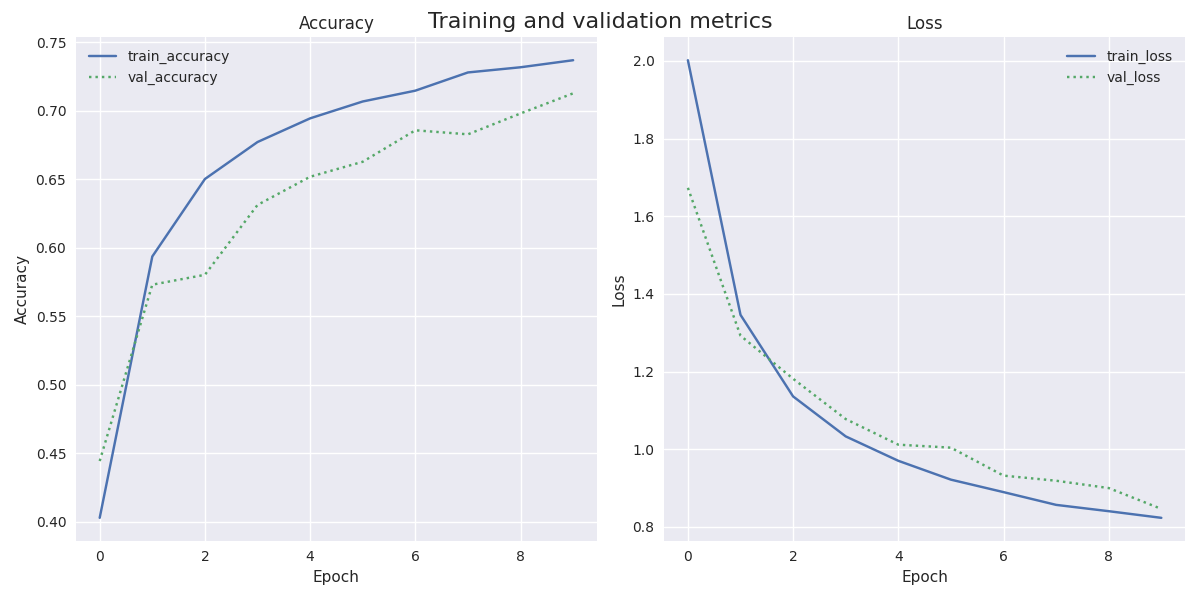 Training and validation metrics
Accuracy
train_accuracy
val_accuracy
0.75
0.70
0.65
0.60
0.55
0.50
0.45
0.40
Accuracy
0 2 4 6 8
Epoch
Loss
train_loss
val_loss
2.0
1.8
1.6
1.4
1.2
1.0
0.8
Loss
0 2 4 6 8
Epoch